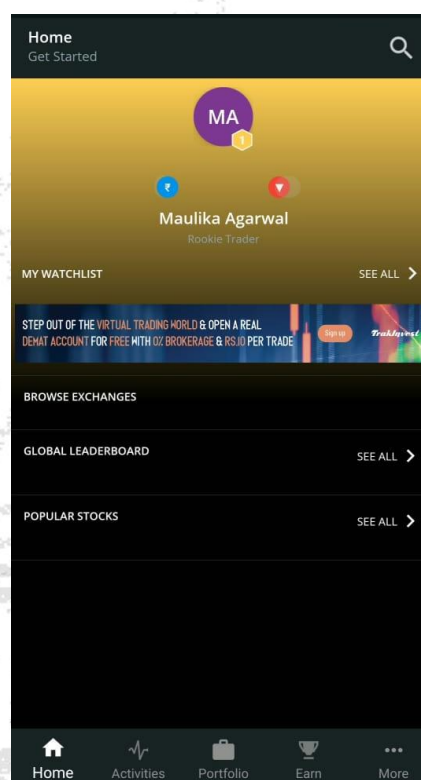 Home
Get Started
MA
1
₹
Maulika Agarwal
Rookie Trader
MY WATCHLIST SEE ALL
STEP OUT OF THE VIRTUAL TRADING WORLD & OPEN A REAL
DEMAT ACCOUNT FOR FREE WITH 0% BROKERAGE & RS.10 PER TRADE
Sign up
TrakInvest
BROWSE EXCHANGES
GLOBAL LEADERBOARD SEE ALL
POPULAR STOCKS SEE ALL
Home Activities Portfolio Earn More